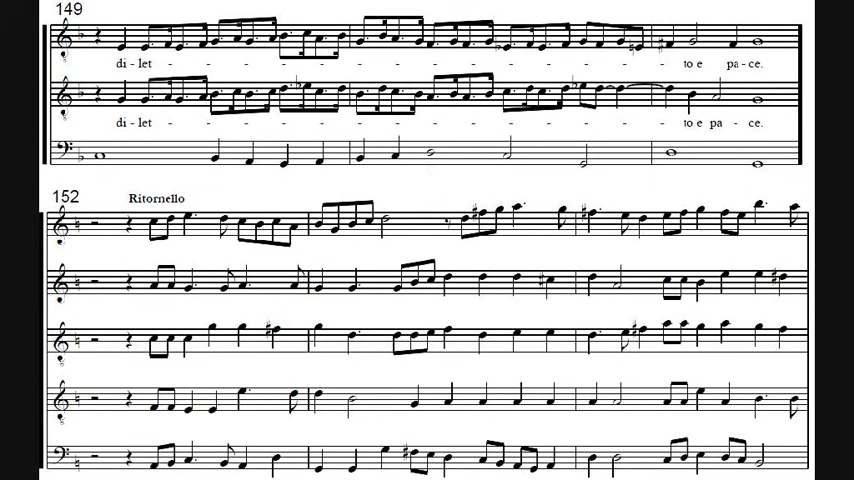 149
di - let - - - - - - - - - - - - to e pa - ce.
di - let - - - - - - - - - - - - to e pa - ce.
152 Ritornello